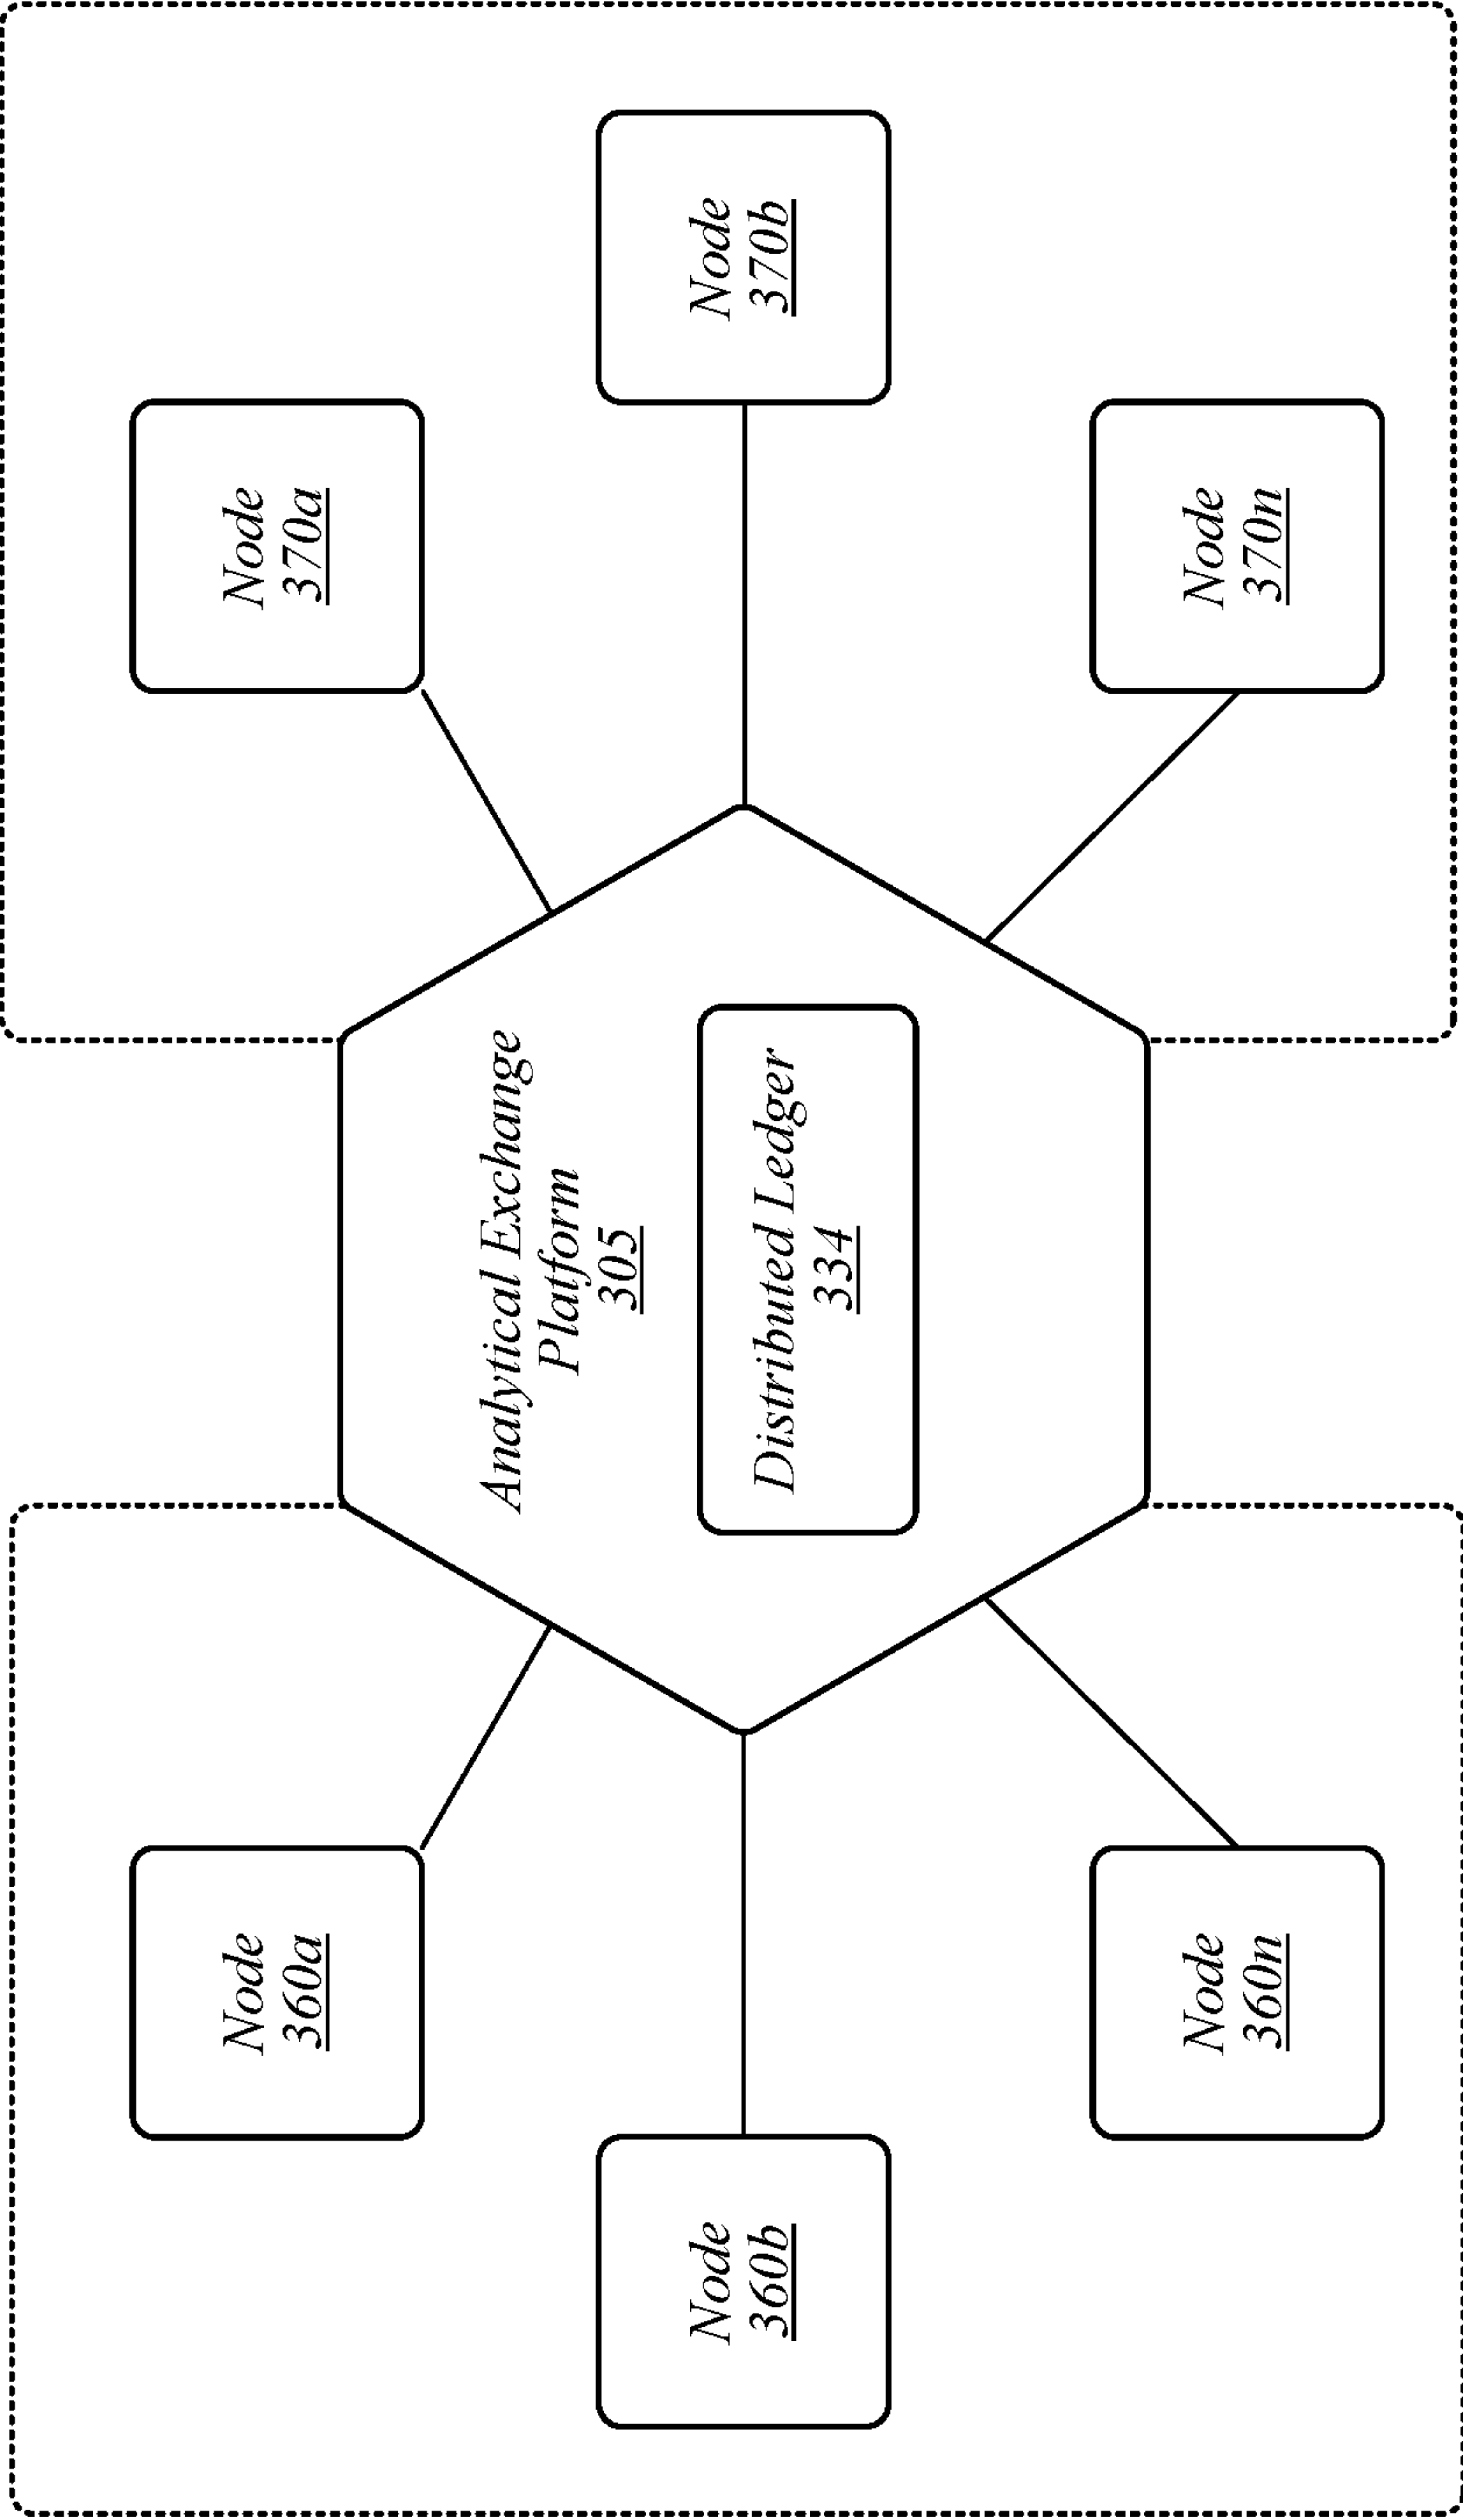 Node
360a
Node
370a
Analytical Exchange
Platform
305
Node
360b
Distributed Ledger
334
Node
370b
Node
360n
Node
370n